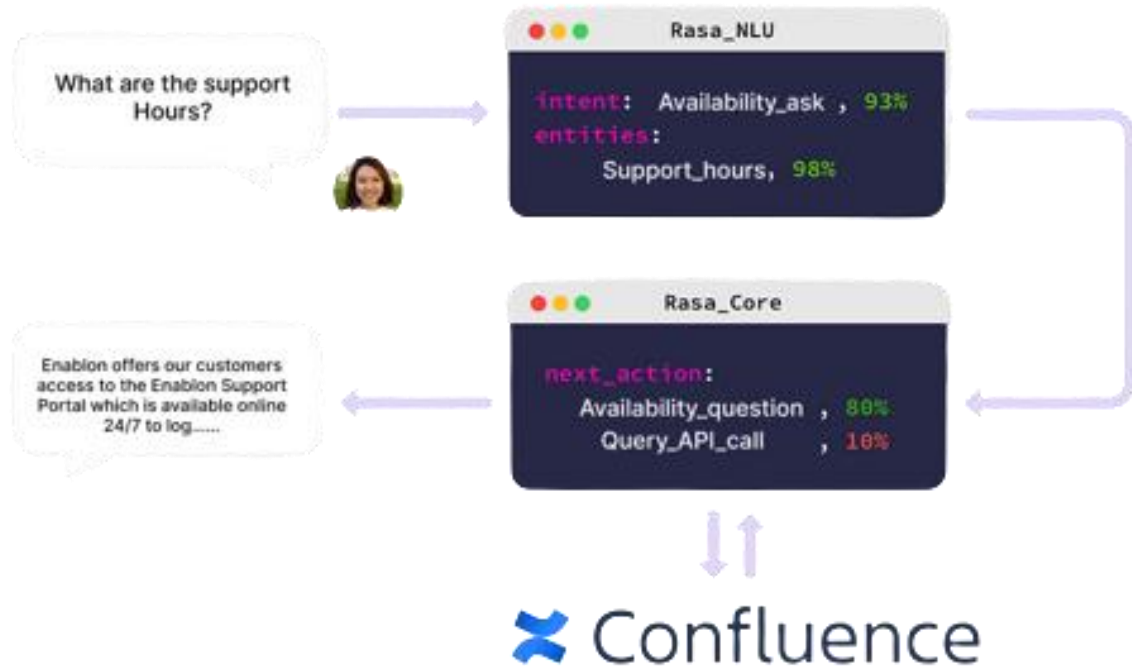 What are the support
Hours?
Rasa_NLU
intent: Availability_ask , 93%
entities:
Support_hours, 98%
Rasa_Core
next_action:
Availability_question , 80%
Query_API_call , 10%
Enablon offers our customers
access to the Enablon Support
Portal which is available online
24/7 to log......
Confluence